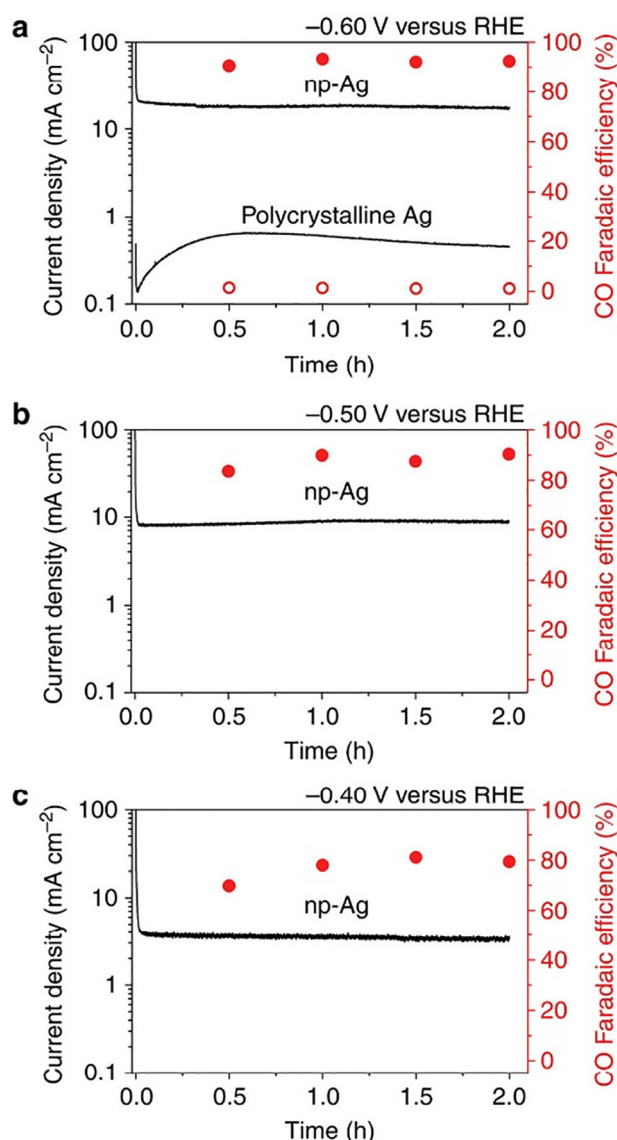 a
−0.60 V versus RHE
100
10
1
0.1
Current density (mA cm⁻²)
np-Ag
Polycrystalline Ag
100
80
60
40
20
0
CO Faradaic efficiency (%)
0.0 0.5 1.0 1.5 2.0
Time (h)
b
−0.50 V versus RHE
100
10
1
0.1
Current density (mA cm⁻²)
np-Ag
100
80
60
40
20
0
CO Faradaic efficiency (%)
0.0 0.5 1.0 1.5 2.0
Time (h)
c
−0.40 V versus RHE
100
10
1
0.1
Current density (mA cm⁻²)
np-Ag
100
80
60
40
20
0
CO Faradaic efficiency (%)
0.0 0.5 1.0 1.5 2.0
Time (h)